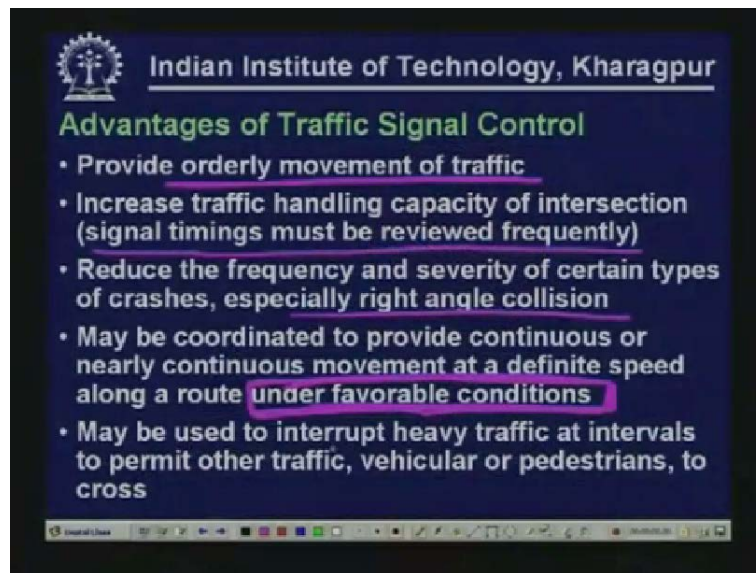 Indian Institute of Technology, Kharagpur
Advantages of Traffic Signal Control
• Provide orderly movement of traffic
• Increase traffic handling capacity of intersection
(signal timings must be reviewed frequently)
• Reduce the frequency and severity of certain types
of crashes, especially right angle collision
• May be coordinated to provide continuous or
nearly continuous movement at a definite speed
along a route under favorable conditions
• May be used to interrupt heavy traffic at intervals
to permit other traffic, vehicular or pedestrians, to
cross